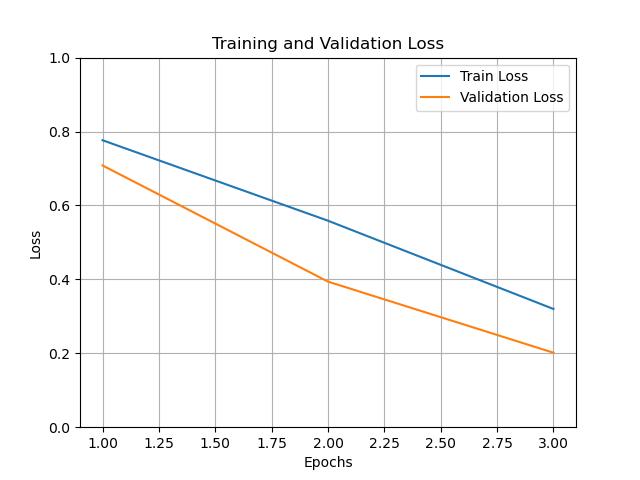 Training and Validation Loss
Train Loss
Validation Loss
1.0
0.8
0.6
0.4
0.2
0.0
Loss
1.00 1.25 1.50 1.75 2.00 2.25 2.50 2.75 3.00
Epochs